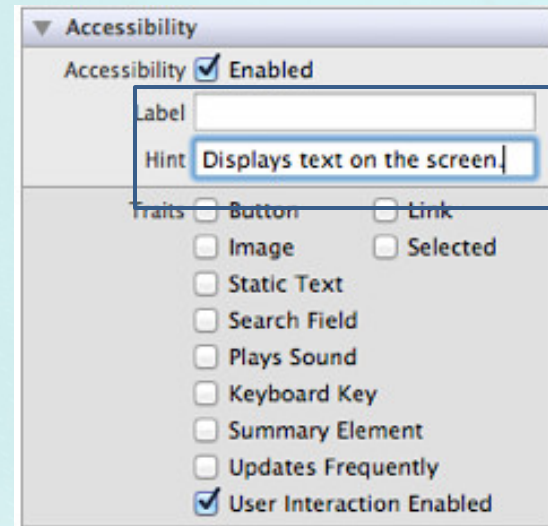 Accessibility
Accessibility Enabled
Label
Hint Displays text on the screen.
Traits Button Link
Image Selected
Static Text
Search Field
Plays Sound
Keyboard Key
Summary Element
Updates Frequently
User Interaction Enabled